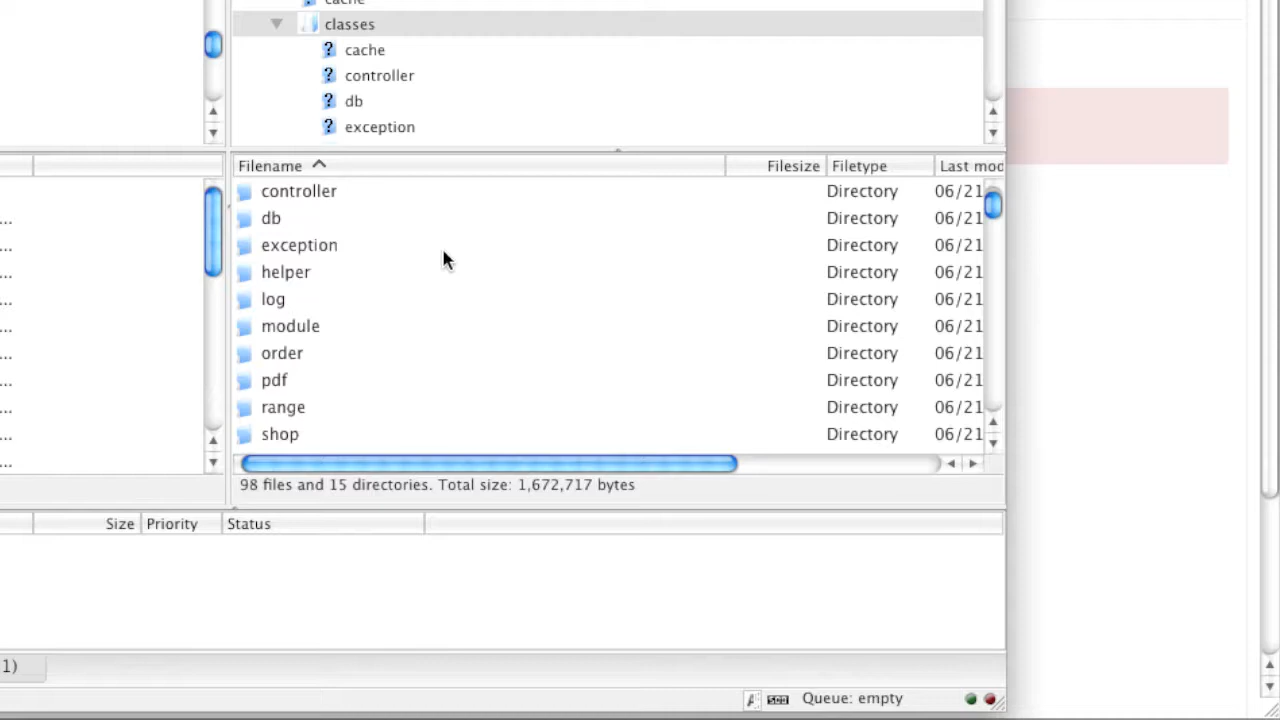 cache
classes
cache
controller
db
exception
Filename Filesize Filetype Last mod
controller Directory 06/21
db Directory 06/21
... exception Directory 06/21
... helper Directory 06/21
... log Directory 06/21
... module Directory 06/21
... order Directory 06/21
... pdf Directory 06/21
... range Directory 06/21
... shop Directory 06/21
...
98 files and 15 directories. Total size: 1,672,717 bytes
Size Priority Status
1)
Queue: empty